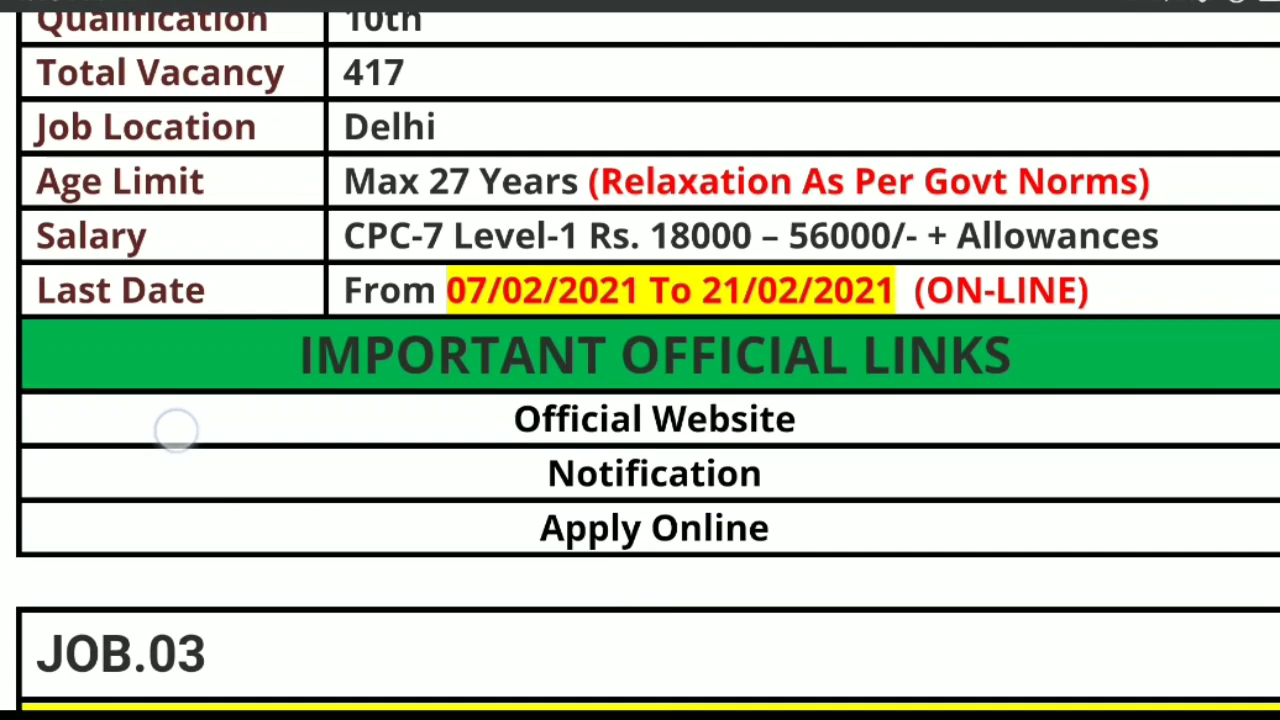 Qualification 10th
Total Vacancy 417
Job Location Delhi
Age Limit Max 27 Years (Relaxation As Per Govt Norms)
Salary CPC-7 Level-1 Rs. 18000 – 56000/- + Allowances
Last Date From 07/02/2021 To 21/02/2021 (ON-LINE)
IMPORTANT OFFICIAL LINKS
Official Website
Notification
Apply Online
JOB.03